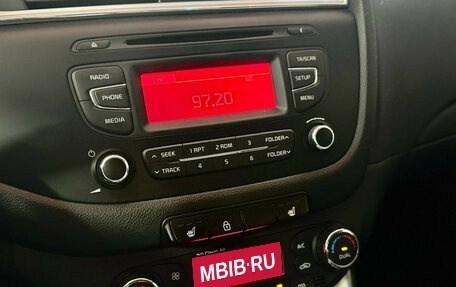 TA/SCAN
RADIO
SETUP
PHONE
MENU
97.20
MEDIA
SEEK 1 RPT 2 RDM 3 FOLDER
TRACK 4 5 6 FOLDER
A/C
DUAL
MBIB.RU